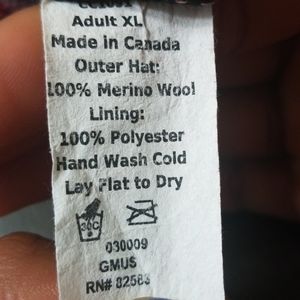 Adult XL
Made in Canada
Outer Hat:
100% Merino Wool
Lining:
100% Polyester
Hand Wash Cold
Lay Flat to Dry
30C
030009
GMUS
RN# 82583